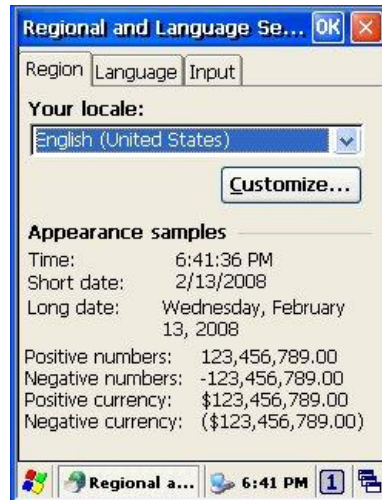 Regional and Language Se... OK
Region Language Input
Your locale:
English (United States)
Customize...
Appearance samples
Time: 6:41:36 PM
Short date: 2/13/2008
Long date: Wednesday, February
13, 2008
Positive numbers: 123,456,789.00
Negative numbers: -123,456,789.00
Positive currency: $123,456,789.00
Negative currency: ($123,456,789.00)
Regional a... 6:41 PM 1